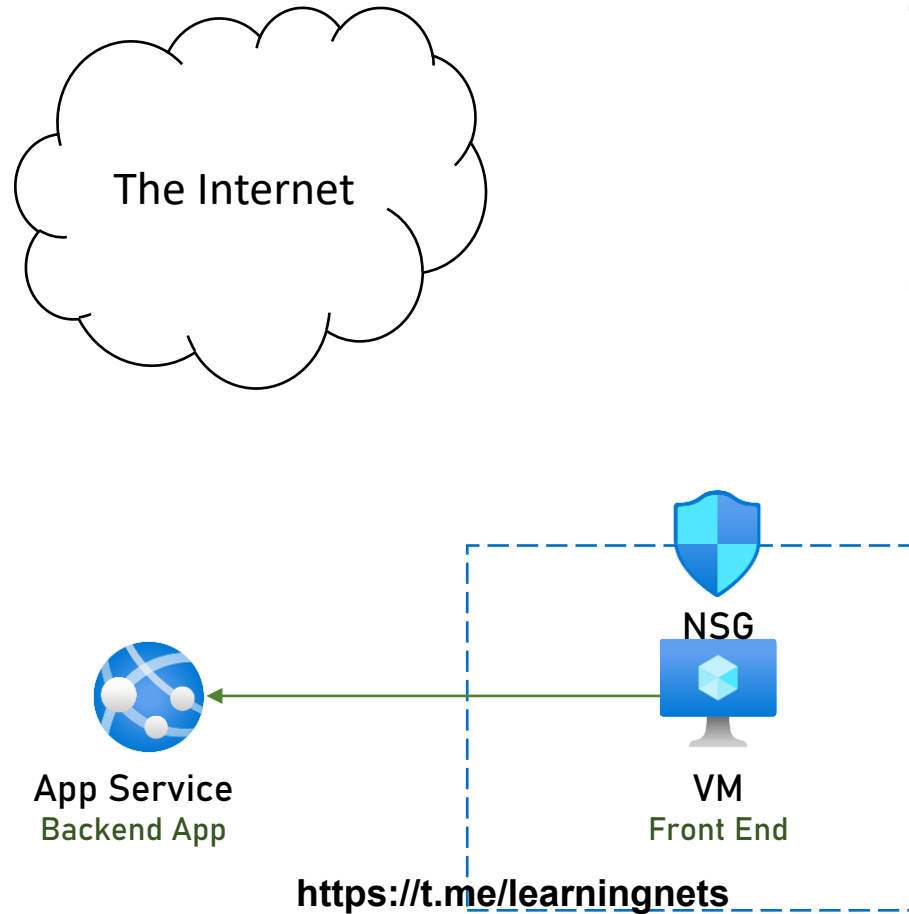 The Internet
NSG
App Service
Backend App
VM
Front End
https://t.me/learningnets